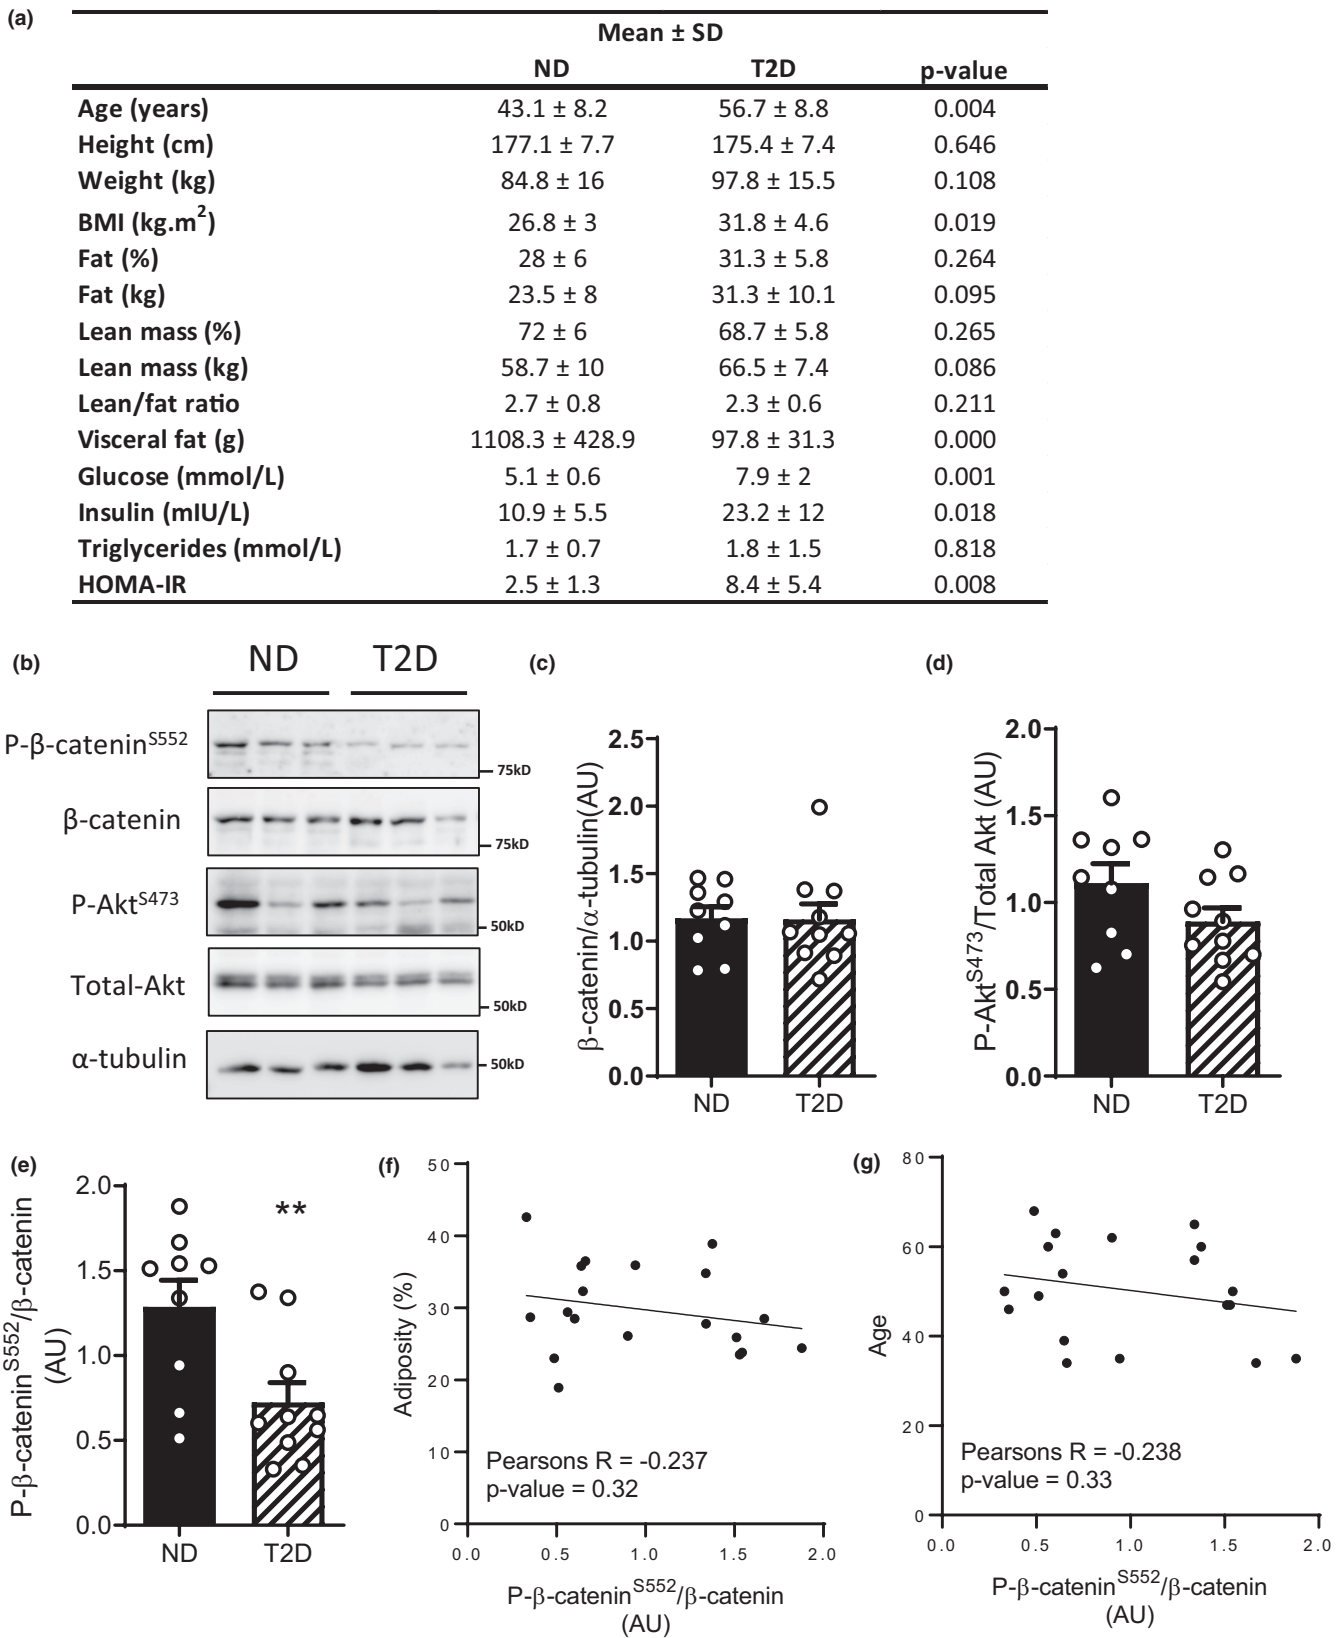 (a)
Mean ± SD
ND T2D p-value
Age (years) 43.1 ± 8.2 56.7 ± 8.8 0.004
Height (cm) 177.1 ± 7.7 175.4 ± 7.4 0.646
Weight (kg) 84.8 ± 16 97.8 ± 15.5 0.108
BMI (kg.m²) 26.8 ± 3 31.8 ± 4.6 0.019
Fat (%) 28 ± 6 31.3 ± 5.8 0.264
Fat (kg) 23.5 ± 8 31.3 ± 10.1 0.095
Lean mass (%) 72 ± 6 68.7 ± 5.8 0.265
Lean mass (kg) 58.7 ± 10 66.5 ± 7.4 0.086
Lean/fat ratio 2.7 ± 0.8 2.3 ± 0.6 0.211
Visceral fat (g) 1108.3 ± 428.9 97.8 ± 31.3 0.000
Glucose (mmol/L) 5.1 ± 0.6 7.9 ± 2 0.001
Insulin (mIU/L) 10.9 ± 5.5 23.2 ± 12 0.018
Triglycerides (mmol/L) 1.7 ± 0.7 1.8 ± 1.5 0.818
HOMA-IR 2.5 ± 1.3 8.4 ± 5.4 0.008
(b)
ND T2D
P-β-catenin^S552
75kD
β-catenin
75kD
P-Akt^S473
50kD
Total-Akt
50kD
α-tubulin
50kD
(c)
β-catenin/α-tubulin(AU)
2.5
2.0
1.5
1.0
0.5
0.0
ND T2D
(d)
P-Akt^S473/Total Akt (AU)
2.0
1.5
1.0
0.5
0.0
ND T2D
(e)
P-β-catenin^S552/β-catenin
(AU)
2.0
1.5
1.0
0.5
0.0
**
ND T2D
(f)
Adiposity (%)
50
40
30
20
10
0
Pearsons R = -0.237
p-value = 0.32
0.0 0.5 1.0 1.5 2.0
P-β-catenin^S552/β-catenin
(AU)
(g)
Age
80
60
40
20
0
Pearsons R = -0.238
p-value = 0.33
0.0 0.5 1.0 1.5 2.0
P-β-catenin^S552/β-catenin
(AU)